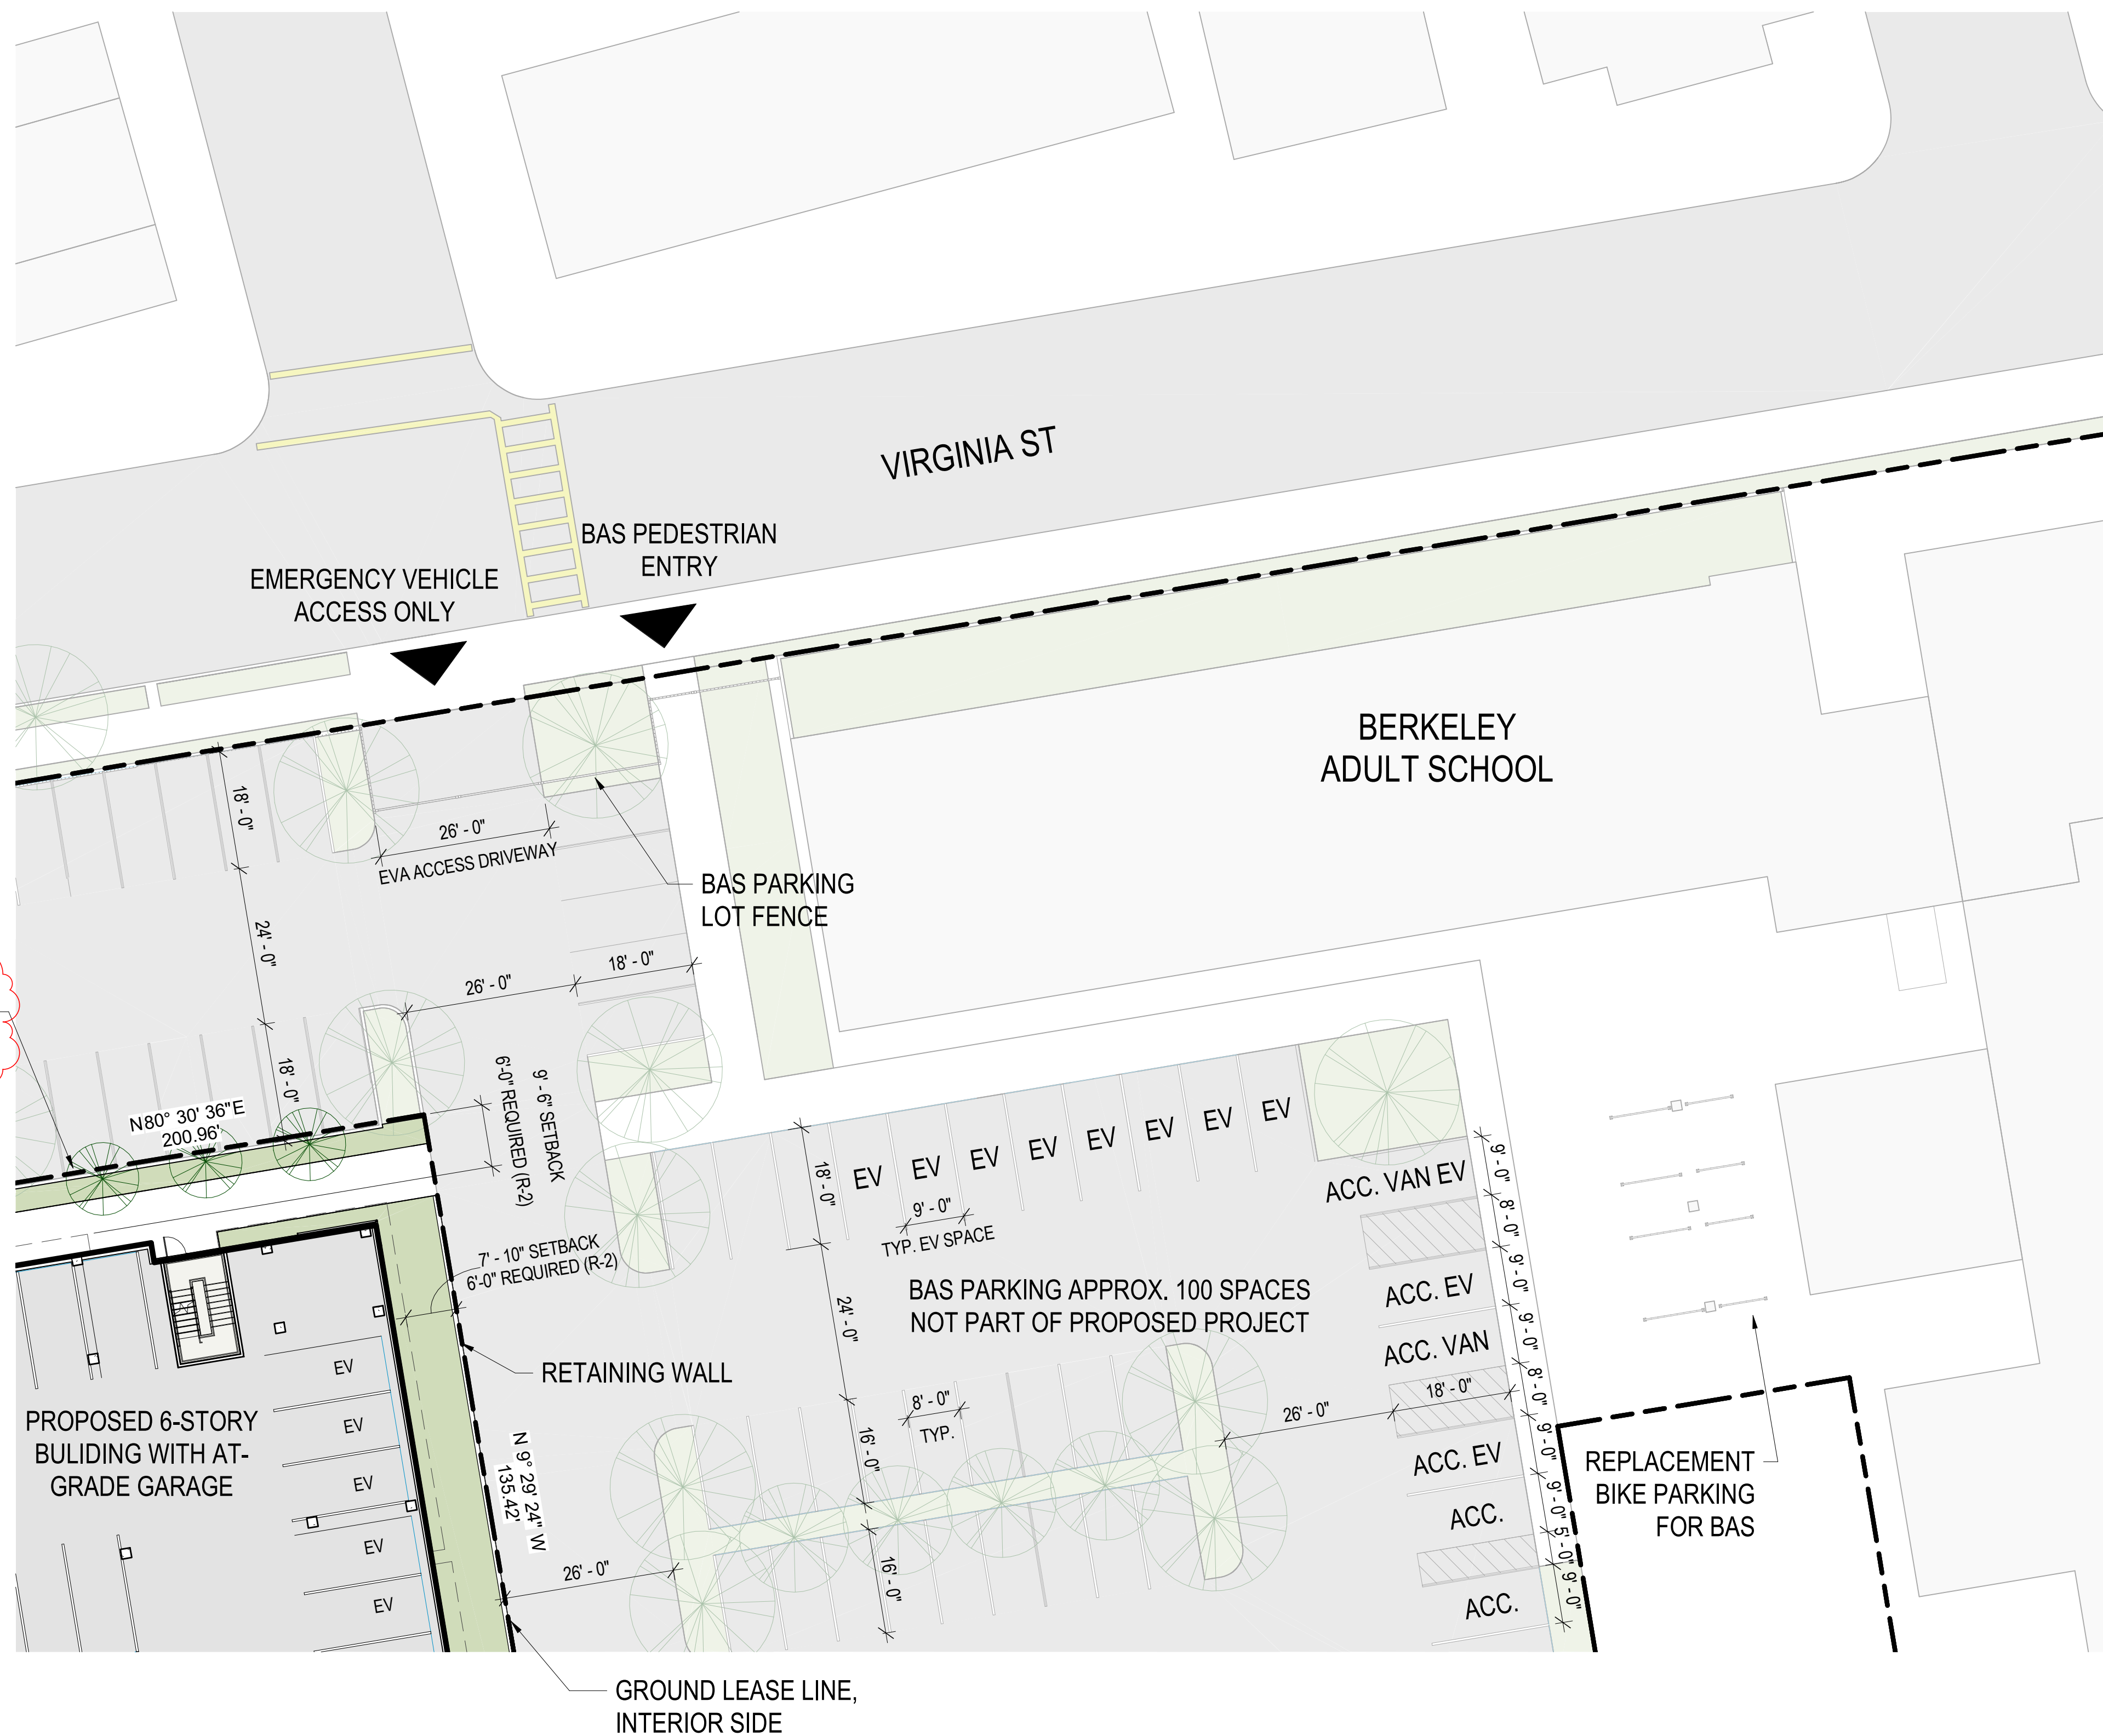 VIRGINIA ST
BAS PEDESTRIAN
ENTRY
EMERGENCY VEHICLE
ACCESS ONLY
BERKELEY
ADULT SCHOOL
18' - 0"
26' - 0"
EVA ACCESS DRIVEWAY
BAS PARKING
LOT FENCE
24' - 0"
26' - 0"
18' - 0"
18' - 0"
N80° 30' 36"E
200.96'
9' - 6" SETBACK
6'-0" REQUIRED (R-2)
7' - 10" SETBACK
6'-0" REQUIRED (R-2)
18' - 0"
EV
EV
EV
EV
EV
EV
EV
EV
9' - 0"
TYP. EV SPACE
ACC. VAN EV
9' - 0"
8' - 0"
9' - 0"
9' - 0"
8' - 0"
9' - 0"
9' - 0"
5' - 0"
9' - 0"
ACC. EV
ACC. VAN
18' - 0"
ACC. EV
ACC.
ACC.
BAS PARKING APPROX. 100 SPACES
NOT PART OF PROPOSED PROJECT
24' - 0"
RETAINING WALL
8' - 0"
TYP.
26' - 0"
16' - 0"
16' - 0"
PROPOSED 6-STORY
BULIDING WITH AT-
GRADE GARAGE
EV
EV
EV
EV
EV
N 9° 29' 24" W
135.42'
26' - 0"
REPLACEMENT
BIKE PARKING
FOR BAS
GROUND LEASE LINE,
INTERIOR SIDE